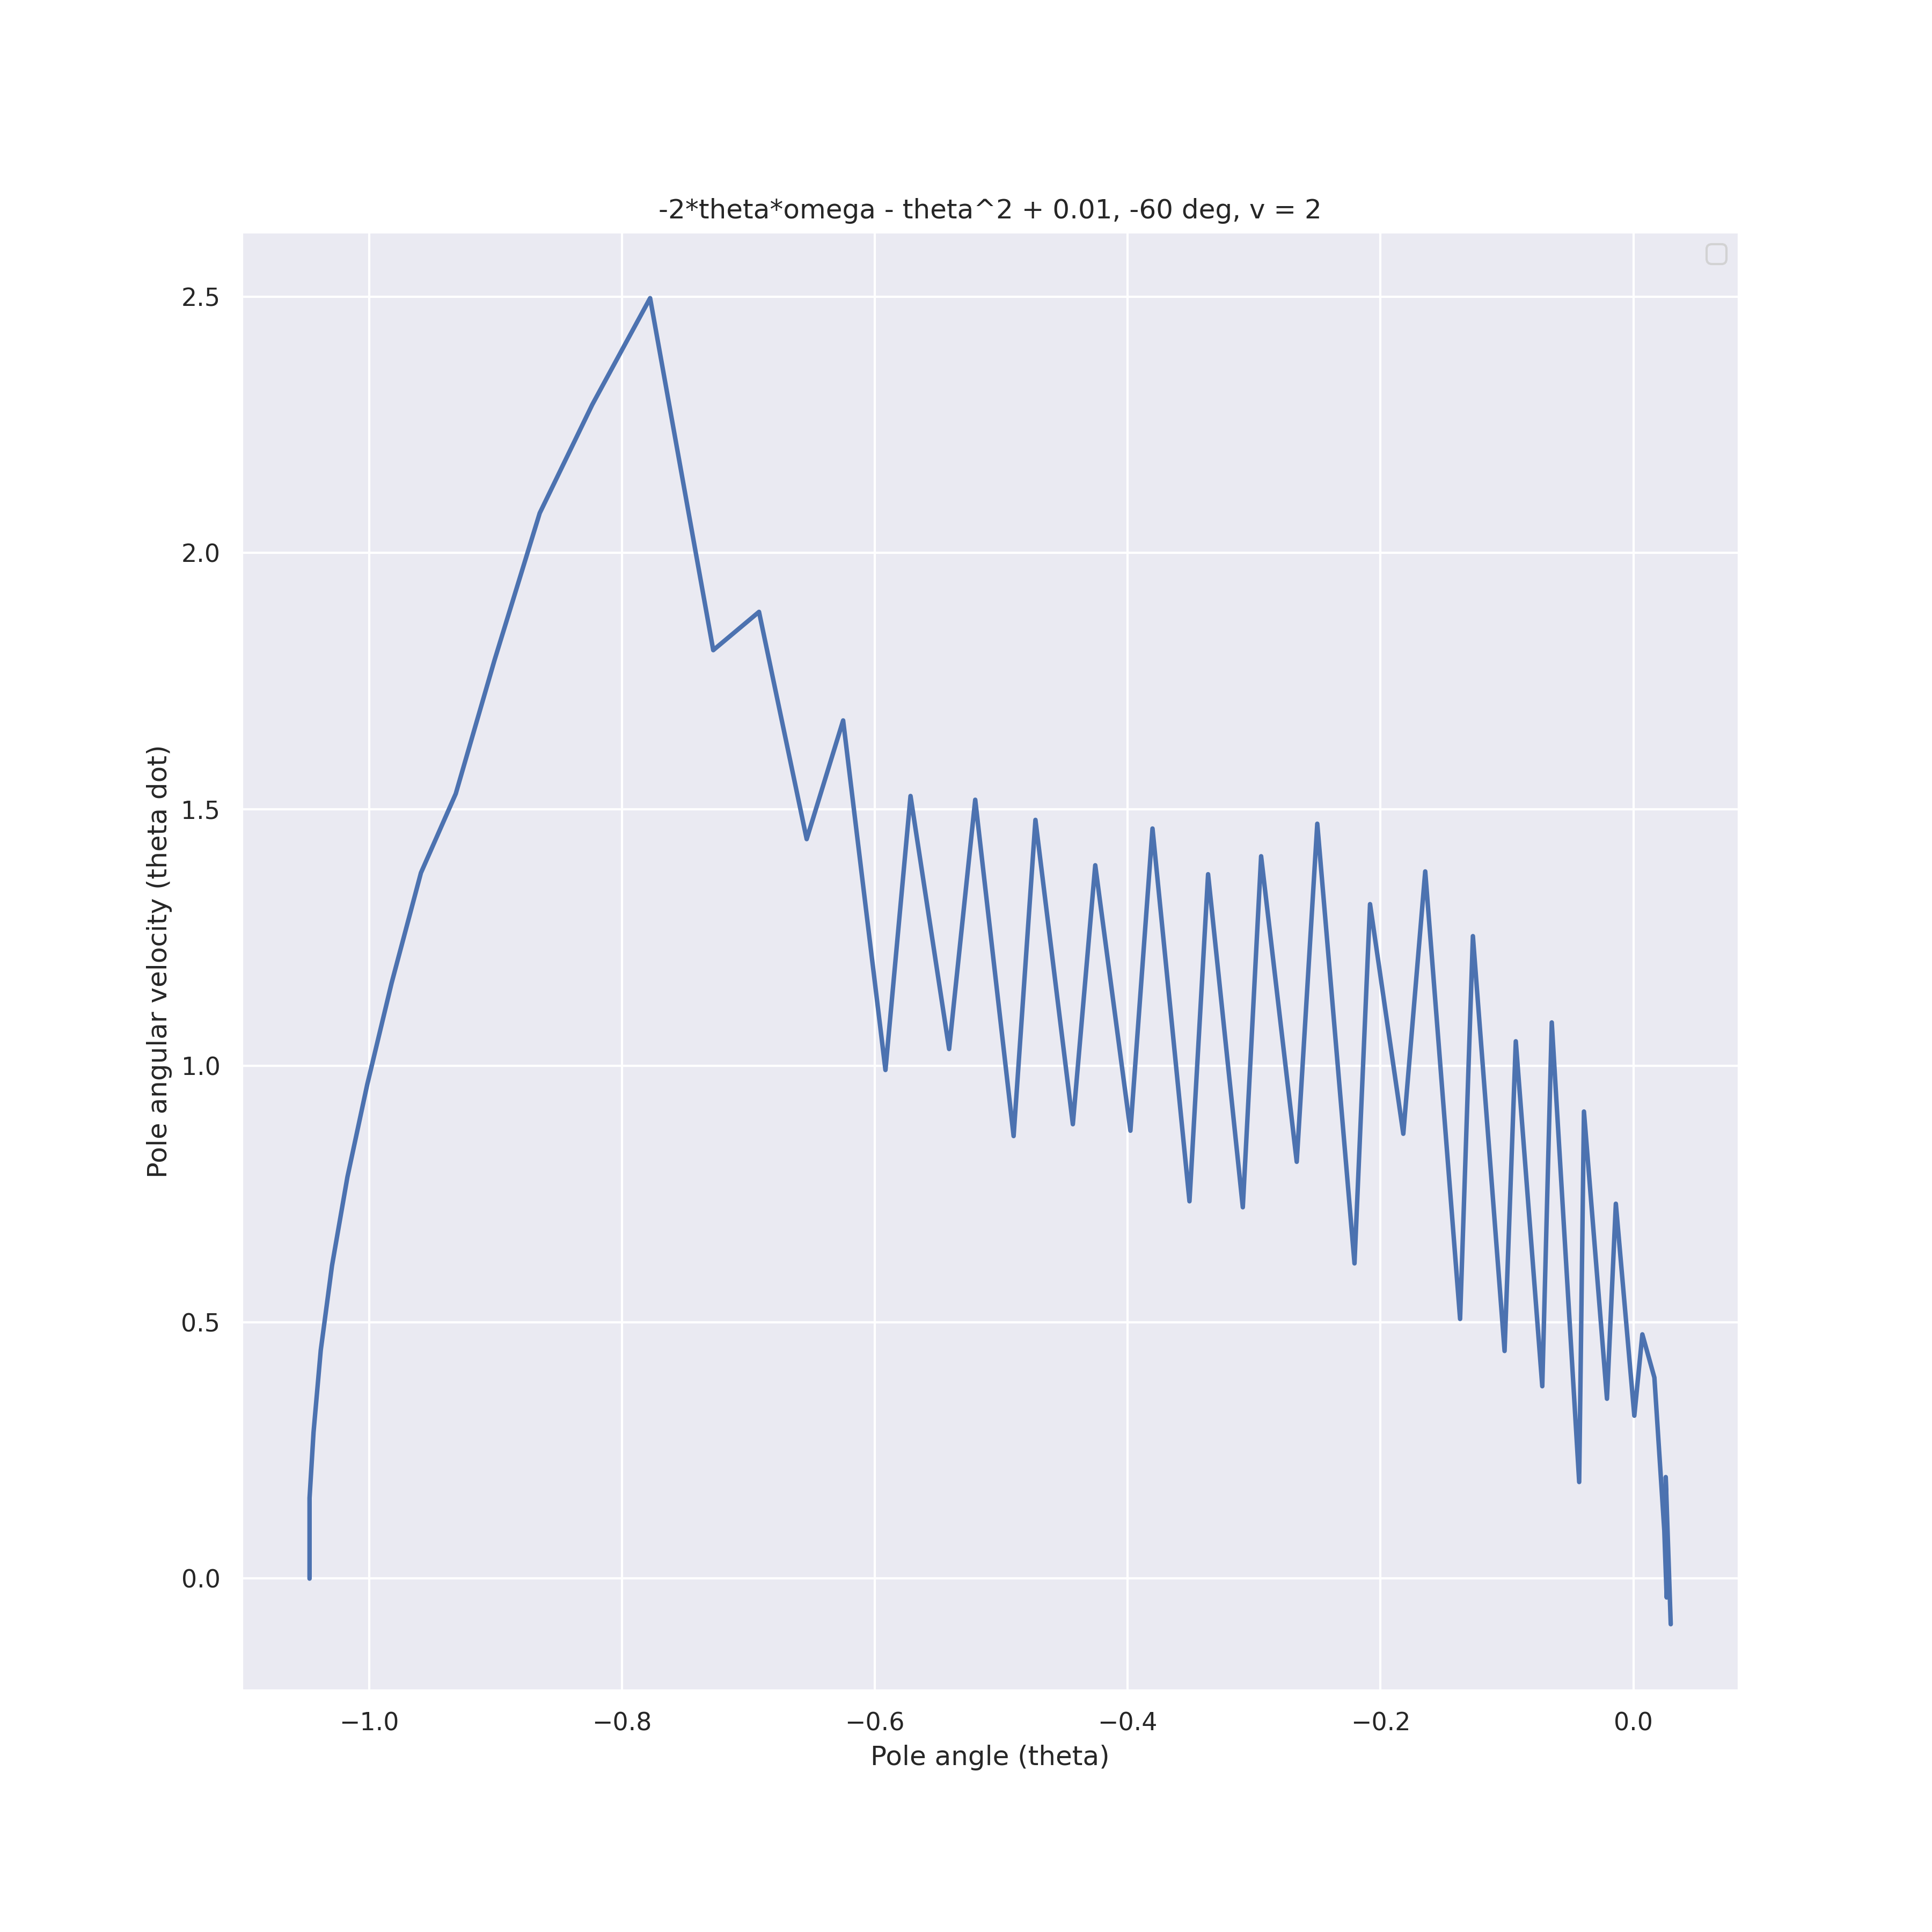 -2*theta*omega - theta^2 + 0.01, -60 deg, v = 2
2.5
2.0
1.5
1.0
0.5
0.0
Pole angular velocity (theta dot)
−1.0 −0.8 −0.6 −0.4 −0.2 0.0
Pole angle (theta)